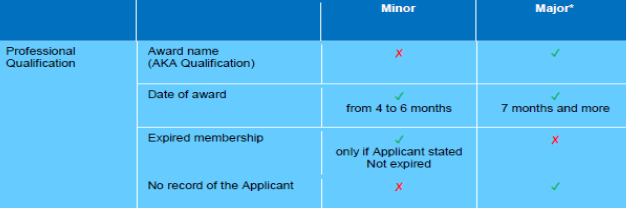 Minor Major*
Professional Qualification
Award name
(AKA Qualification)
✗ ✓
Date of award
✓
from 4 to 6 months
✓
7 months and more
Expired membership
✓
only if Applicant stated
Not expired
✗
No record of the Applicant
✗ ✓